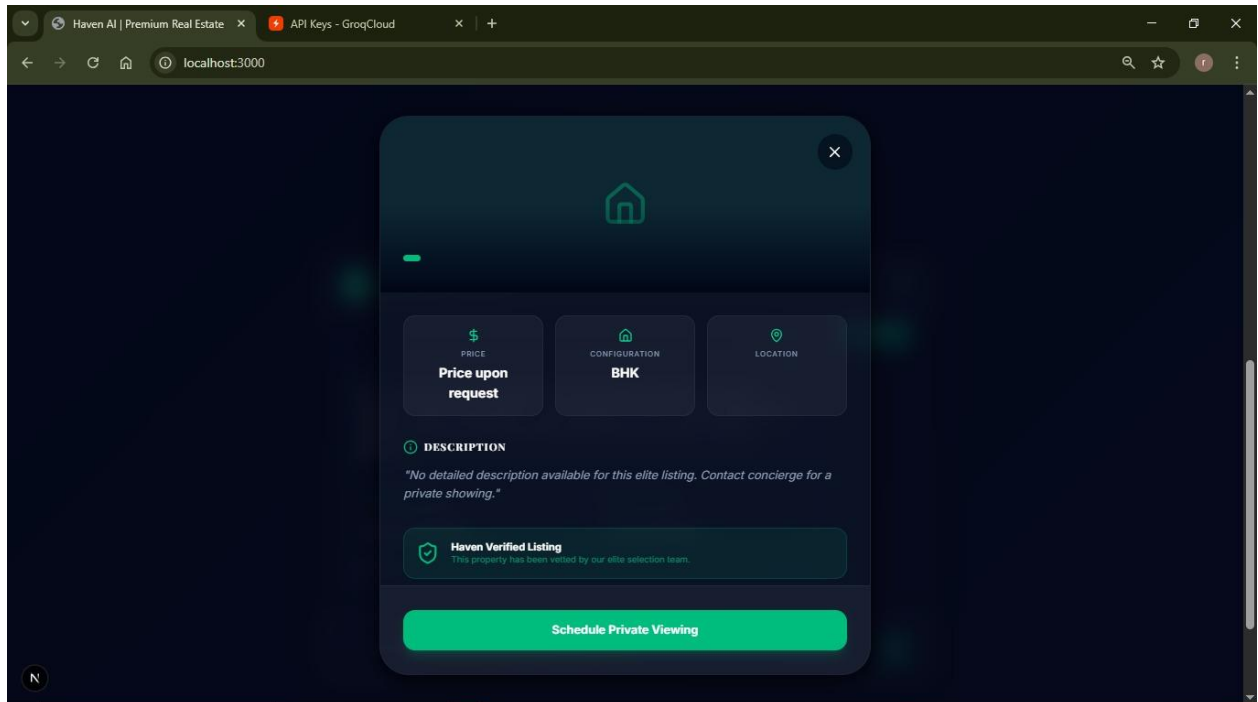 Haven AI | Premium Real Estate
API Keys - GroqCloud
localhost:3000
r
PRICE
Price upon
request
CONFIGURATION
BHK
LOCATION
DESCRIPTION
"No detailed description available for this elite listing. Contact concierge for a
private showing."
Haven Verified Listing
This property has been vetted by our elite selection team.
Schedule Private Viewing
N